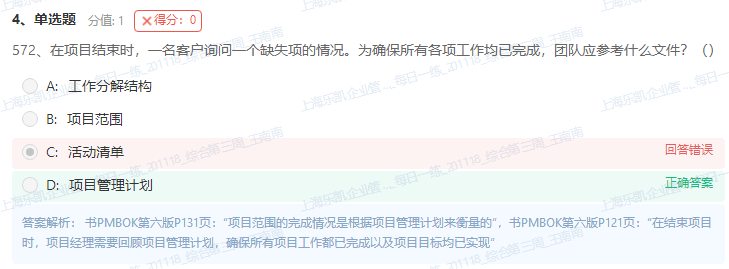 4、单选题 分值: 1 得分：0
572、在项目结束时，一名客户询问一个缺失项的情况。为确保所有各项工作均已完成，团队应参考什么文件？（）
A: 工作分解结构
B: 项目范围
C: 活动清单 回答错误
D: 项目管理计划 正确答案
答案解析： 书PMBOK第六版P131页：“项目范围的完成情况是根据项目管理计划来衡量的”，书PMBOK第六版P121页：“在结束项目
时，项目经理需要回顾项目管理计划，确保所有项目工作都已完成以及项目目标均已实现”
上海乐凯企业管..._每日一练_201118_综合第三周_王南南